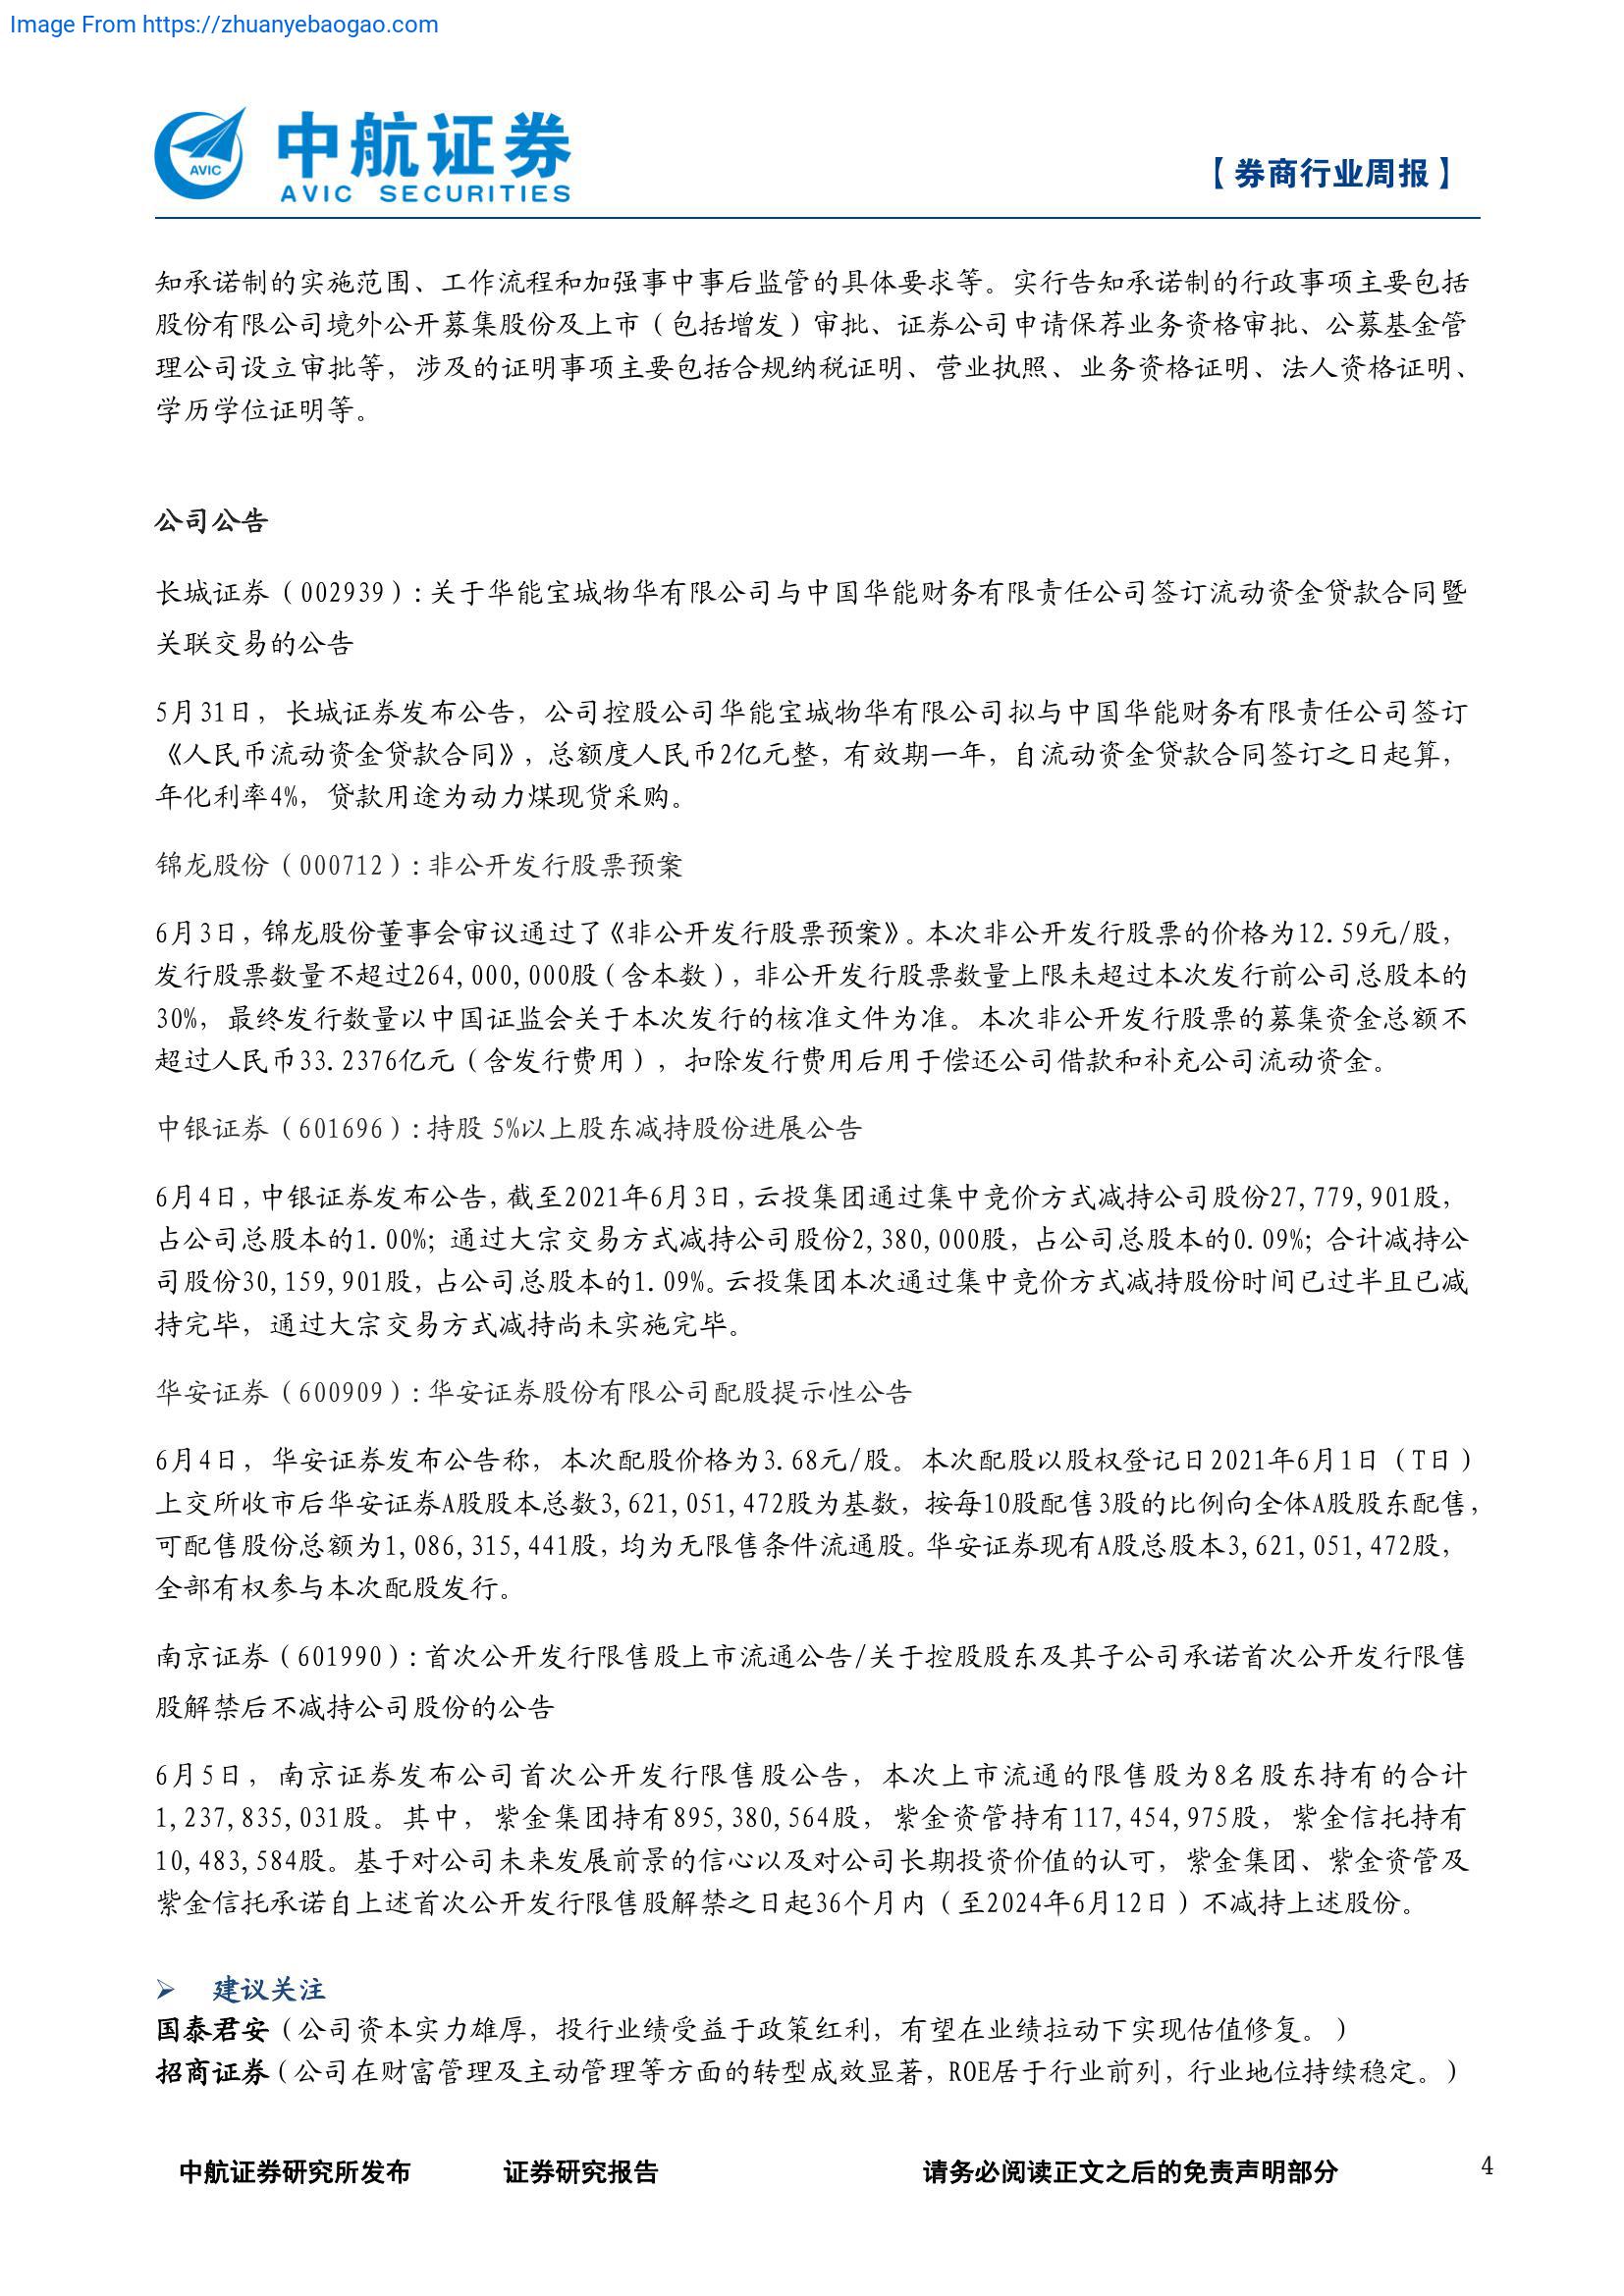 Image From https://zhuanyebaogao.com
AVIC
中航证券
AVIC SECURITIES
【券商行业周报】
知承诺制的实施范围、工作流程和加强事中事后监管的具体要求等。实行告知承诺制的行政事项主要包括
股份有限公司境外公开募集股份及上市（包括增发）审批、证券公司申请保荐业务资格审批、公募基金管
理公司设立审批等，涉及的证明事项主要包括合规纳税证明、营业执照、业务资格证明、法人资格证明、
学历学位证明等。
公司公告
长城证券（002939）：关于华能宝城物华有限公司与中国华能财务有限责任公司签订流动资金贷款合同暨
关联交易的公告
5月31日，长城证券发布公告，公司控股公司华能宝城物华有限公司拟与中国华能财务有限责任公司签订
《人民币流动资金贷款合同》，总额度人民币2亿元整，有效期一年，自流动资金贷款合同签订之日起算，
年化利率4%，贷款用途为动力煤现货采购。
锦龙股份（000712）：非公开发行股票预案
6月3日，锦龙股份董事会审议通过了《非公开发行股票预案》。本次非公开发行股票的价格为12.59元/股，
发行股票数量不超过264,000,000股（含本数），非公开发行股票数量上限未超过本次发行前公司总股本的
30%，最终发行数量以中国证监会关于本次发行的核准文件为准。本次非公开发行股票的募集资金总额不
超过人民币33.2376亿元（含发行费用），扣除发行费用后用于偿还公司借款和补充公司流动资金。
中银证券（601696）：持股 5%以上股东减持股份进展公告
6月4日，中银证券发布公告，截至2021年6月3日，云投集团通过集中竞价方式减持公司股份27,779,901股，
占公司总股本的1.00%；通过大宗交易方式减持公司股份2,380,000股，占公司总股本的0.09%；合计减持公
司股份30,159,901股，占公司总股本的1.09%。云投集团本次通过集中竞价方式减持股份时间已过半且已减
持完毕，通过大宗交易方式减持尚未实施完毕。
华安证券（600909）：华安证券股份有限公司配股提示性公告
6月4日，华安证券发布公告称，本次配股价格为3.68元/股。本次配股以股权登记日2021年6月1日（T日）
上交所收市后华安证券A股股本总数3,621,051,472股为基数，按每10股配售3股的比例向全体A股股东配售，
可配售股份总额为1,086,315,441股，均为无限售条件流通股。华安证券现有A股总股本3,621,051,472股，
全部有权参与本次配股发行。
南京证券（601990）：首次公开发行限售股上市流通公告/关于控股股东及其子公司承诺首次公开发行限售
股解禁后不减持公司股份的公告
6月5日，南京证券发布公司首次公开发行限售股公告，本次上市流通的限售股为8名股东持有的合计
1,237,835,031股。其中，紫金集团持有895,380,564股，紫金资管持有117,454,975股，紫金信托持有
10,483,584股。基于对公司未来发展前景的信心以及对公司长期投资价值的认可，紫金集团、紫金资管及
紫金信托承诺自上述首次公开发行限售股解禁之日起36个月内（至2024年6月12日）不减持上述股份。
➢ 建议关注
国泰君安（公司资本实力雄厚，投行业绩受益于政策红利，有望在业绩拉动下实现估值修复。）
招商证券（公司在财富管理及主动管理等方面的转型成效显著，ROE居于行业前列，行业地位持续稳定。）
中航证券研究所发布 证券研究报告 请务必阅读正文之后的免责声明部分 4